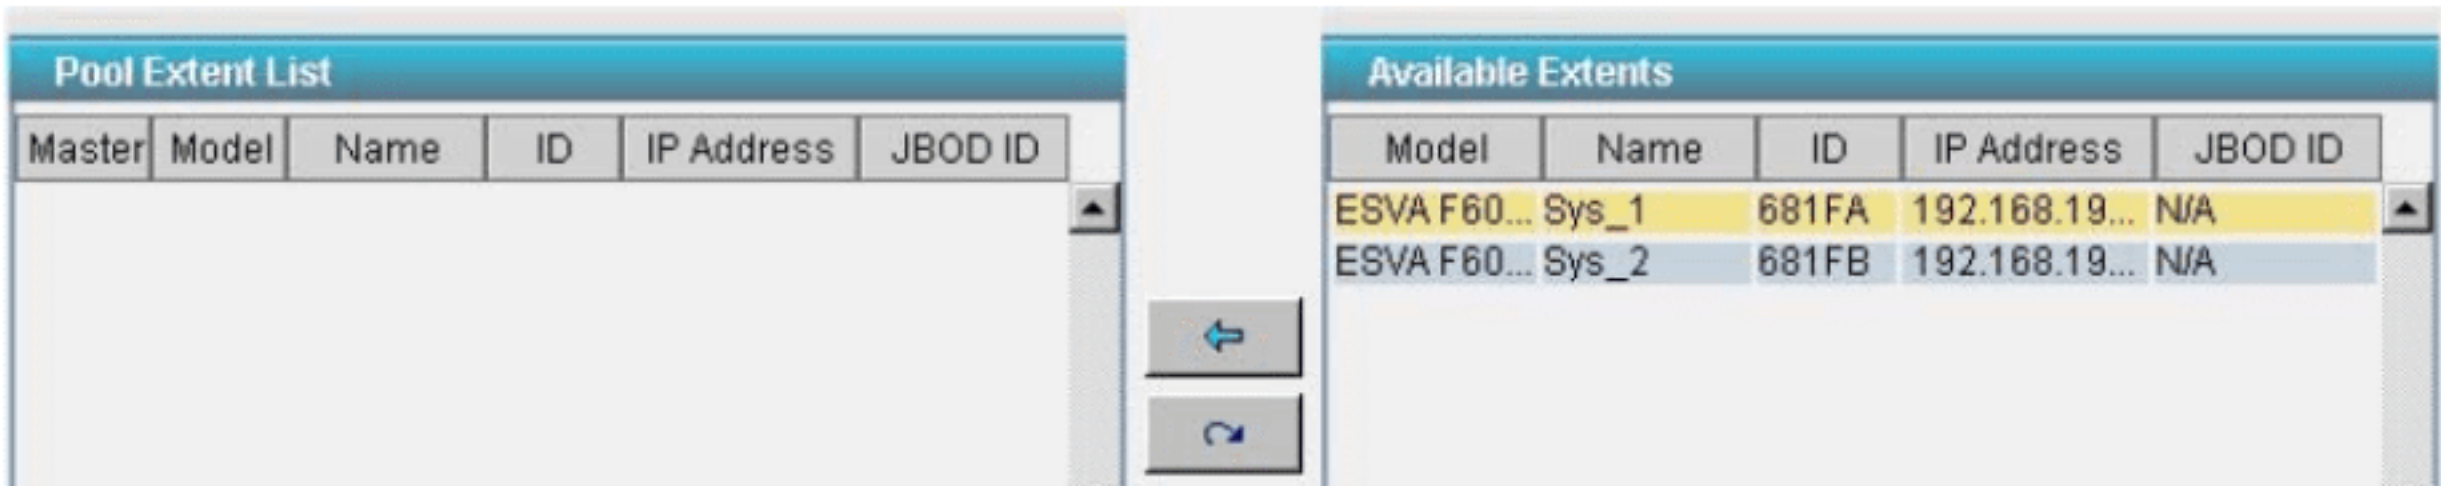 Pool Extent List
Master Model Name ID IP Address JBOD ID
Available Extents
Model Name ID IP Address JBOD ID
ESVA F60... Sys_1 681FA 192.168.19... N/A
ESVA F60... Sys_2 681FB 192.168.19... N/A